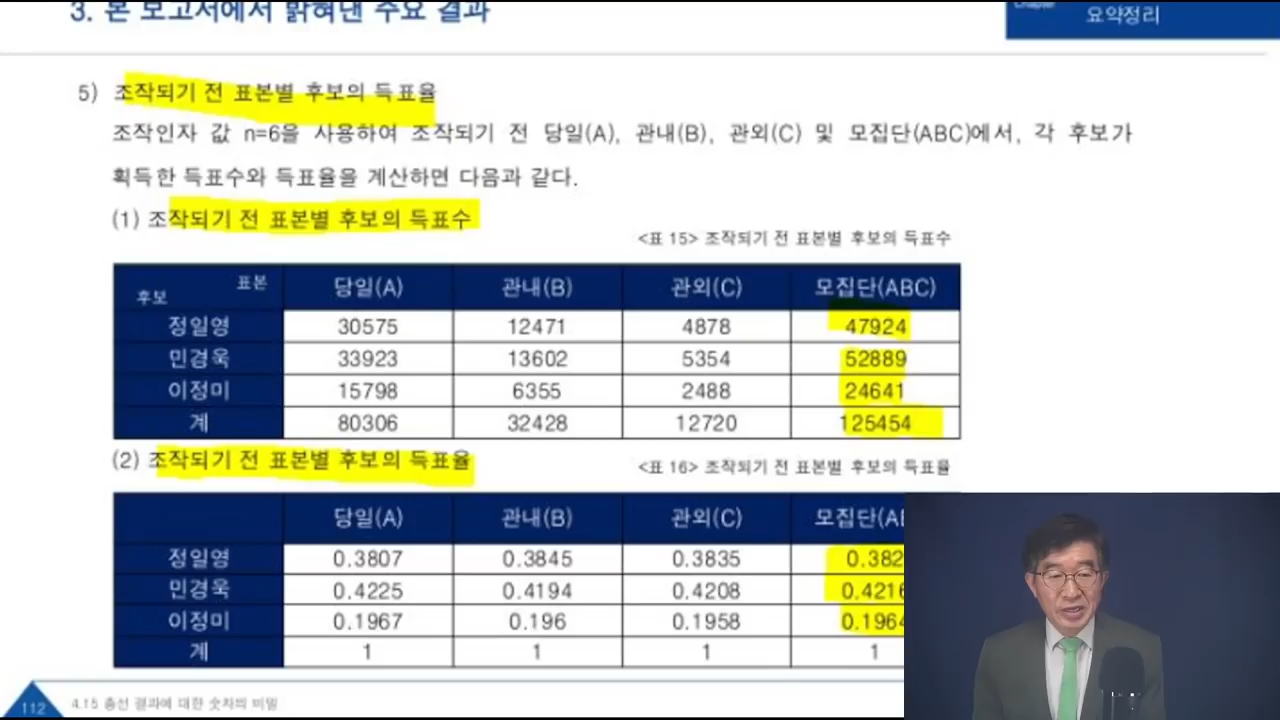 3. 본 보고서에서 밝혀낸 주요 결과
Chapter
요약정리
5) 조작되기 전 표본별 후보의 득표율
조작인자 값 n=6을 사용하여 조작되기 전 당일(A), 관내(B), 관외(C) 및 모집단(ABC)에서, 각 후보가
획득한 득표수와 득표율을 계산하면 다음과 같다.
(1) 조작되기 전 표본별 후보의 득표수
<표 15> 조작되기 전 표본별 후보의 득표수
표본
후보 당일(A) 관내(B) 관외(C) 모집단(ABC)
정일영 30575 12471 4878 47924
민경욱 33923 13602 5354 52889
이정미 15798 6355 2488 24641
계 80306 32428 12720 125454
(2) 조작되기 전 표본별 후보의 득표율
<표 16> 조작되기 전 표본별 후보의 득표율
당일(A) 관내(B) 관외(C) 모집단(AB
정일영 0.3807 0.3845 0.3835 0.382
민경욱 0.4225 0.4194 0.4208 0.4216
이정미 0.1967 0.196 0.1958 0.1964
계 1 1 1 1
112 4.15 총선 결과에 대한 숫자의 비밀